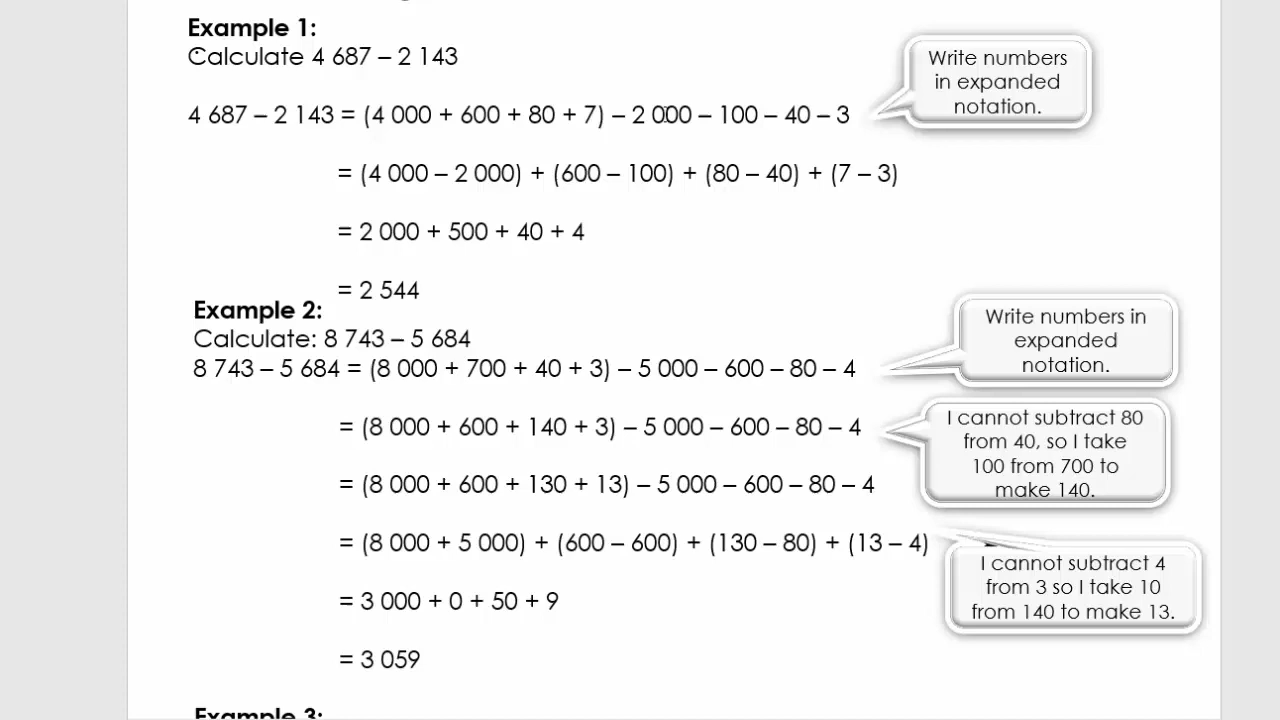 Example 1:
Calculate 4 687 – 2 143
Write numbers
in expanded
notation.
4 687 – 2 143 = (4 000 + 600 + 80 + 7) – 2 000 – 100 – 40 – 3
= (4 000 – 2 000) + (600 – 100) + (80 – 40) + (7 – 3)
= 2 000 + 500 + 40 + 4
= 2 544
Example 2:
Calculate: 8 743 – 5 684
Write numbers in
expanded
notation.
8 743 – 5 684 = (8 000 + 700 + 40 + 3) – 5 000 – 600 – 80 – 4
= (8 000 + 600 + 140 + 3) – 5 000 – 600 – 80 – 4
I cannot subtract 80
from 40, so I take
100 from 700 to
make 140.
= (8 000 + 600 + 130 + 13) – 5 000 – 600 – 80 – 4
= (8 000 + 5 000) + (600 – 600) + (130 – 80) + (13 – 4)
I cannot subtract 4
from 3 so I take 10
from 140 to make 13.
= 3 000 + 0 + 50 + 9
= 3 059
Example 3: